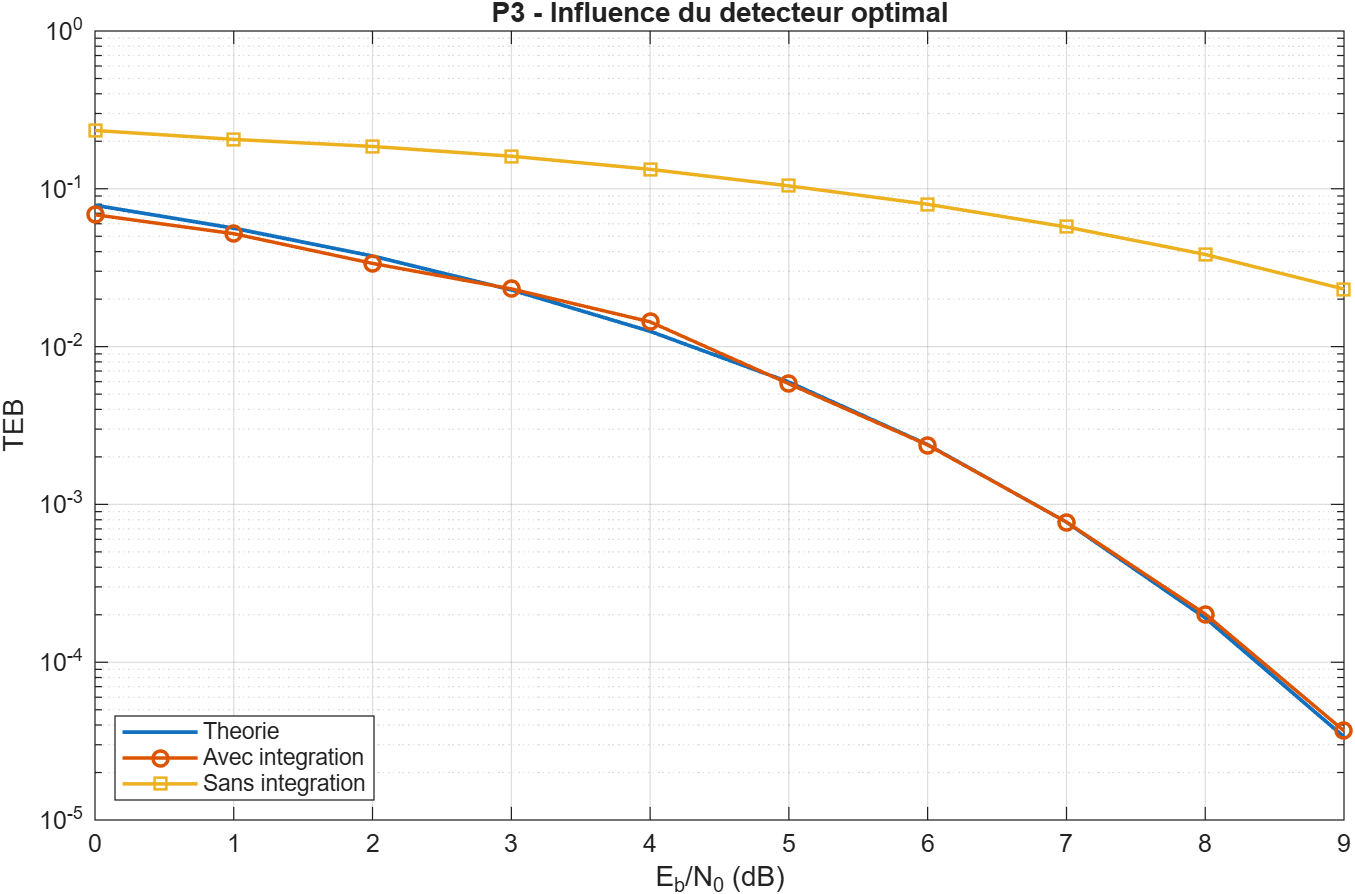 P3 - Influence du detecteur optimal
10^0
10^-1
10^-2
10^-3
10^-4
10^-5
TEB
Theorie
Avec integration
Sans integration
0 1 2 3 4 5 6 7 8 9
E_b/N_0 (dB)